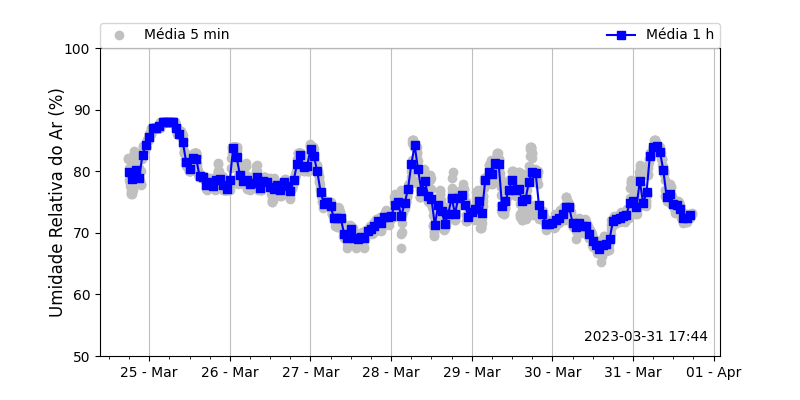 Média 5 min
Média 1 h
Umidade Relativa do Ar (%)
100
90
80
70
60
50
2023-03-31 17:44
25 - Mar
26 - Mar
27 - Mar
28 - Mar
29 - Mar
30 - Mar
31 - Mar
01 - Apr